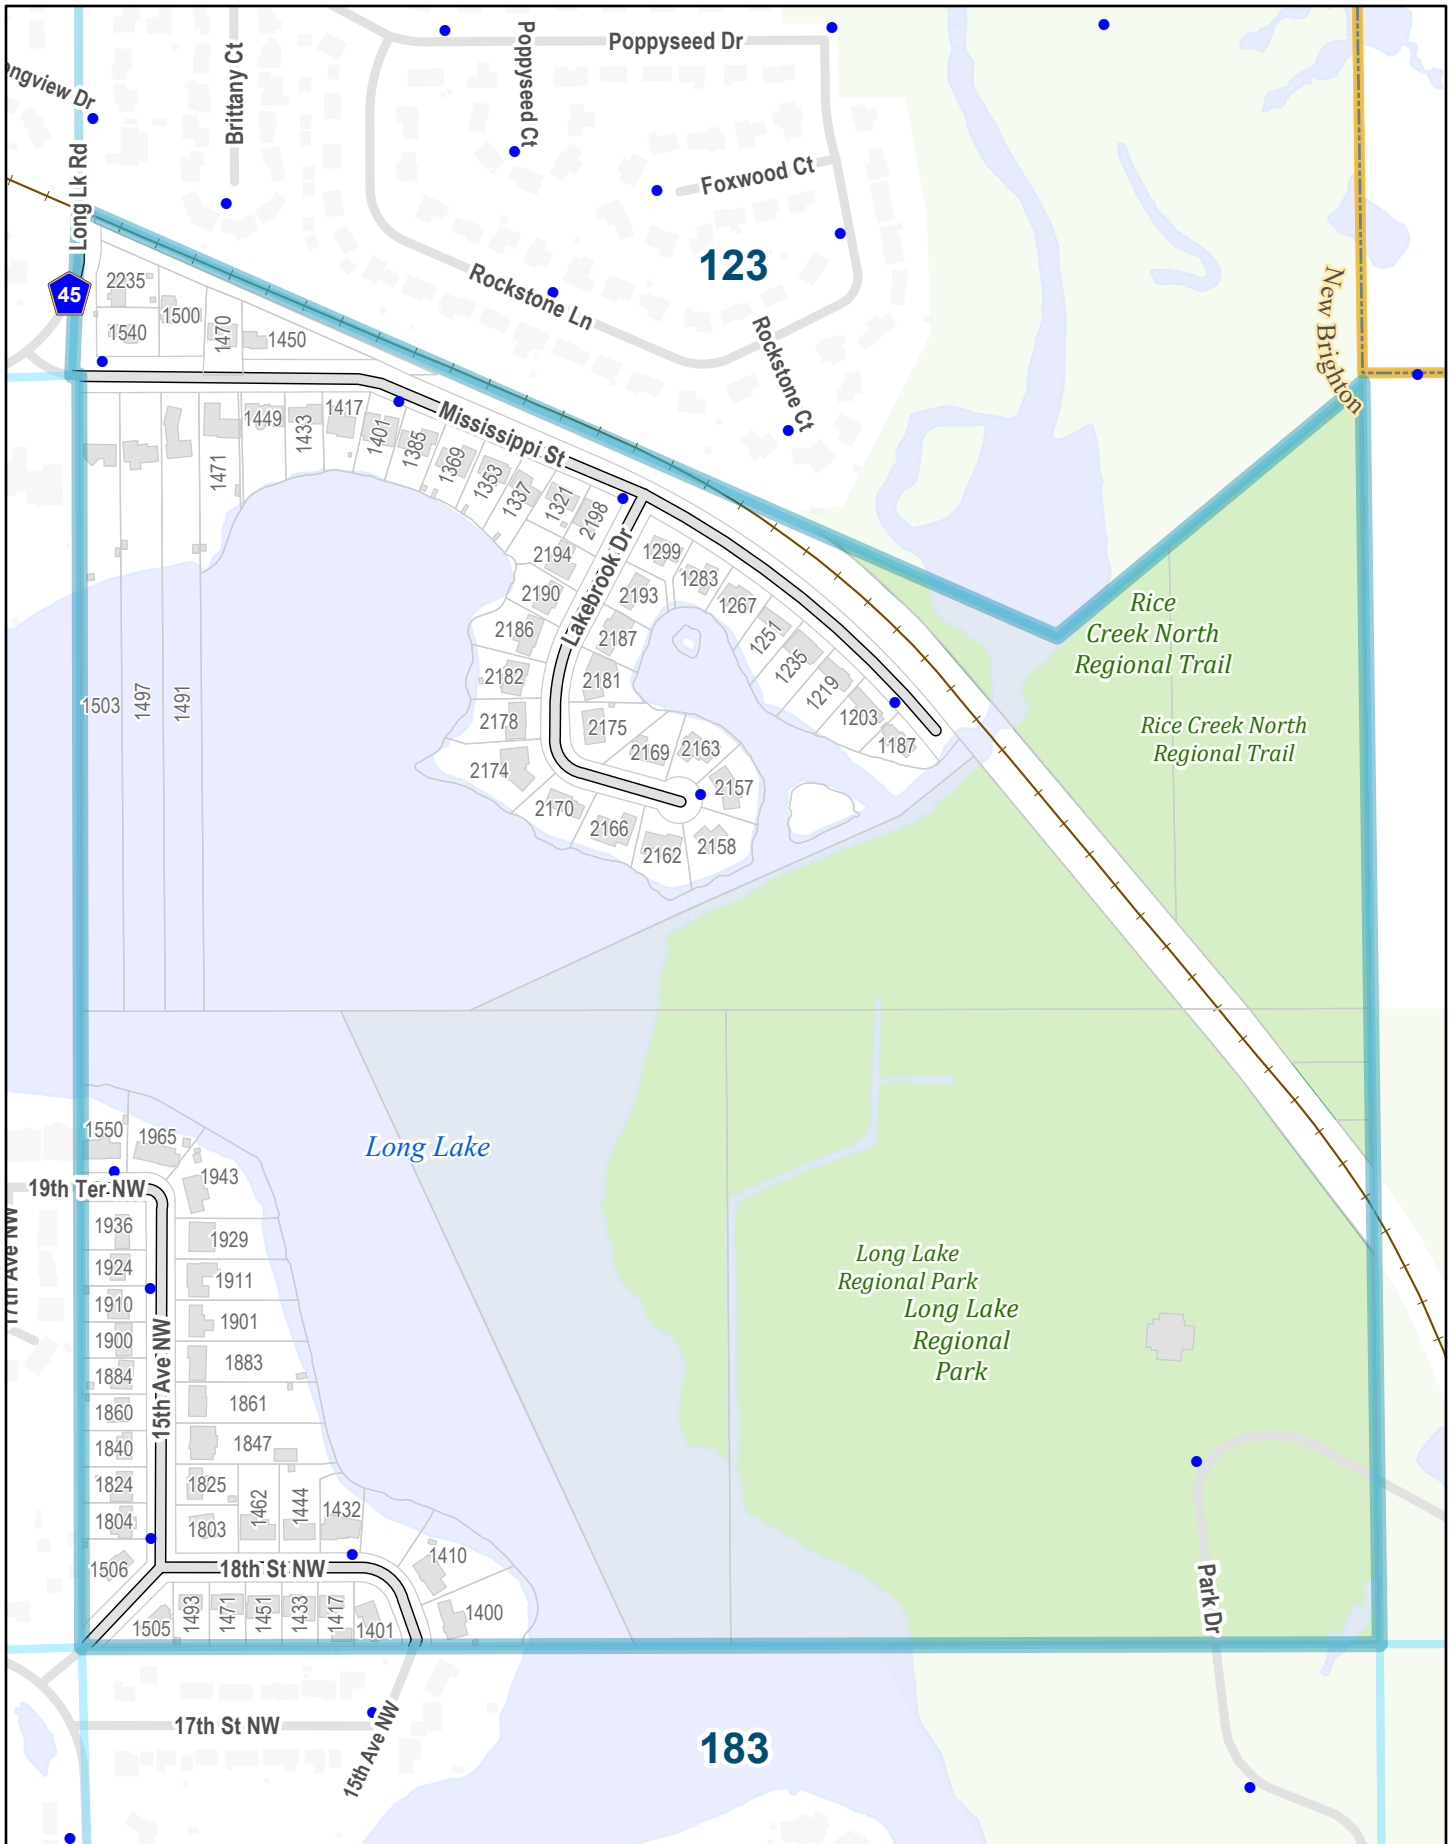 Poppyseed Dr
Poppyseed Ct
Brittany Ct
ongview Dr
Long Lk Rd
Foxwood Ct
123
Rockstone Ln
Rockstone Ct
New Brighton
45
2235
1500
1540
1470
1450
Mississippi St
1449
1433
1417
1401
1385
1369
1353
1337
1321
2198
1471
2194
2190
2186
2182
2178
2174
2170
2166
2162
2158
2157
2163
2169
2175
2181
2187
2193
Lakebrook Dr
1299
1283
1267
1251
1235
1219
1203
1187
1503
1497
1491
Rice
Creek North
Regional Trail
Rice Creek North
Regional Trail
Long Lake
1550
1965
1943
19th Ter NW
17th Ave NW
1936
1929
1924
1911
1910
1901
1900
1883
1884
1861
1860
1847
1840
1825
1824
1803
1804
1506
15th Ave NW
1462
1444
1432
1410
1400
18th St NW
1505
1493
1471
1451
1433
1417
1401
Long Lake
Regional Park
Long Lake
Regional
Park
Park Dr
17th St NW
15th Ave NW
183